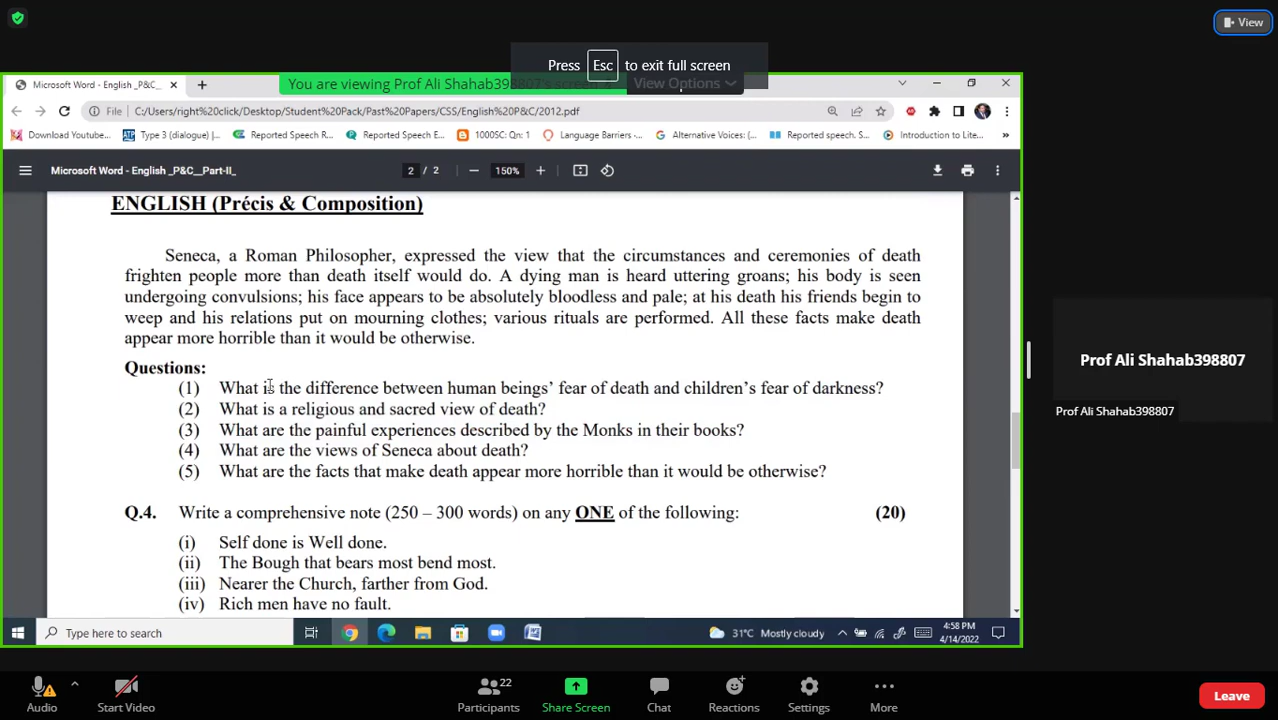 View
Press Esc to exit full screen
Microsoft Word - English _P&C_
You are viewing Prof Ali Shahab398807's screen
View Options
File
C:/Users/right%20click/Desktop/Student%20Pack/Past%20Papers/CSS/English%20P&C/2012.pdf
Download Youtube...
Type 3 (dialogue) |...
Reported Speech R...
Reported Speech E...
1000SC: Qn: 1
Language Barriers -...
Alternative Voices: (...
Reported speech. S...
Introduction to Lite...
»
Microsoft Word - English _P&C__Part-II_
2 / 2
150%
ENGLISH (Précis & Composition)
Seneca, a Roman Philosopher, expressed the view that the circumstances and ceremonies of death
frighten people more than death itself would do. A dying man is heard uttering groans; his body is seen
undergoing convulsions; his face appears to be absolutely bloodless and pale; at his death his friends begin to
weep and his relations put on mourning clothes; various rituals are performed. All these facts make death
appear more horrible than it would be otherwise.
Questions:
(1) What is the difference between human beings' fear of death and children's fear of darkness?
(2) What is a religious and sacred view of death?
(3) What are the painful experiences described by the Monks in their books?
(4) What are the views of Seneca about death?
(5) What are the facts that make death appear more horrible than it would be otherwise?
Q.4. Write a comprehensive note (250 – 300 words) on any ONE of the following: (20)
(i) Self done is Well done.
(ii) The Bough that bears most bend most.
(iii) Nearer the Church, farther from God.
(iv) Rich men have no fault.
Prof Ali Shahab398807
Prof Ali Shahab398807
Type here to search
31°C Mostly cloudy
4:58 PM
4/14/2022
Audio
Start Video
22
Participants
Share Screen
Chat
Reactions
Settings
More
Leave